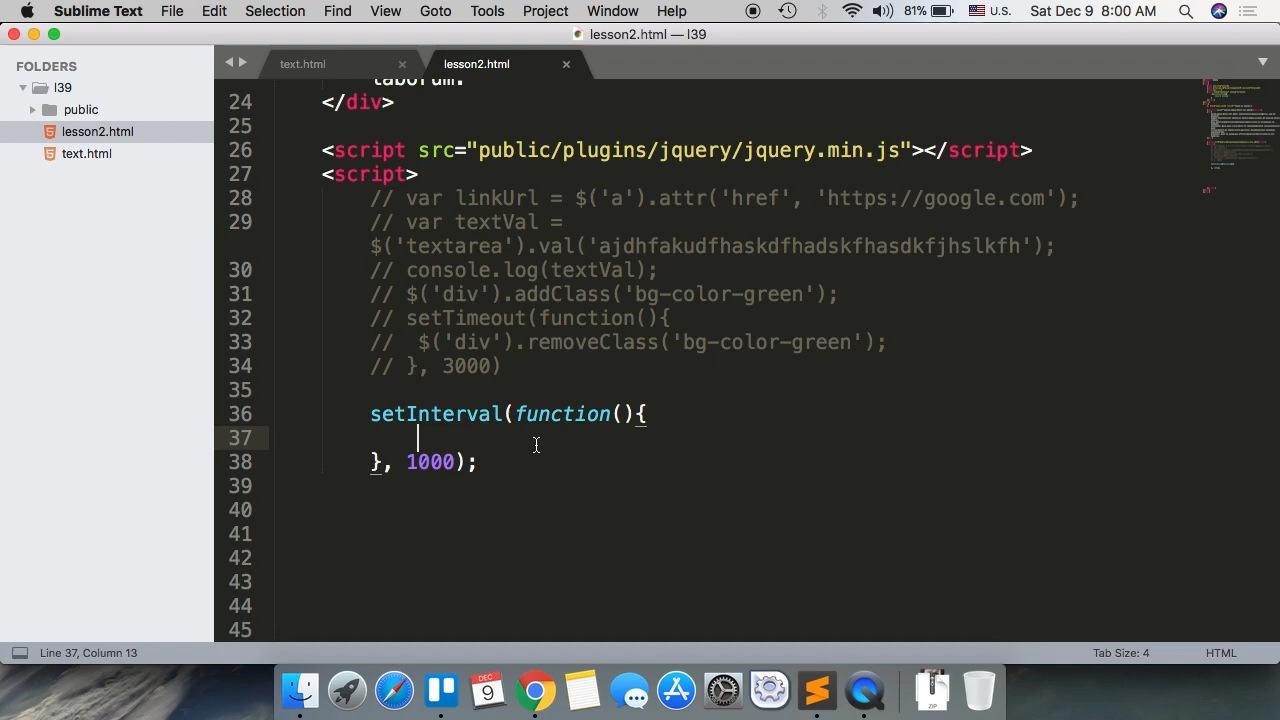 Sublime Text File Edit Selection Find View Goto Tools Project Window Help 81% U.S. Sat Dec 9 8:00 AM
lesson2.html — l39
FOLDERS
l39
public
lesson2.html
text.html
text.html
lesson2.html
laborum.
24 </div>
25
26 <script src="public/plugins/jquery/jquery.min.js"></script>
27 <script>
28 // var linkUrl = $('a').attr('href', 'https://google.com');
29 // var textVal =
$('textarea').val('ajdhfakudfhaskdfhadskfhasdkfjhslkfh');
30 // console.log(textVal);
31 // $('div').addClass('bg-color-green');
32 // setTimeout(function(){
33 //  $('div').removeClass('bg-color-green');
34 // }, 3000)
35
36 setInterval(function(){
37
38 }, 1000);
39
40
41
42
43
44
45
Line 37, Column 13 Tab Size: 4 HTML
DEC
9
ZIP